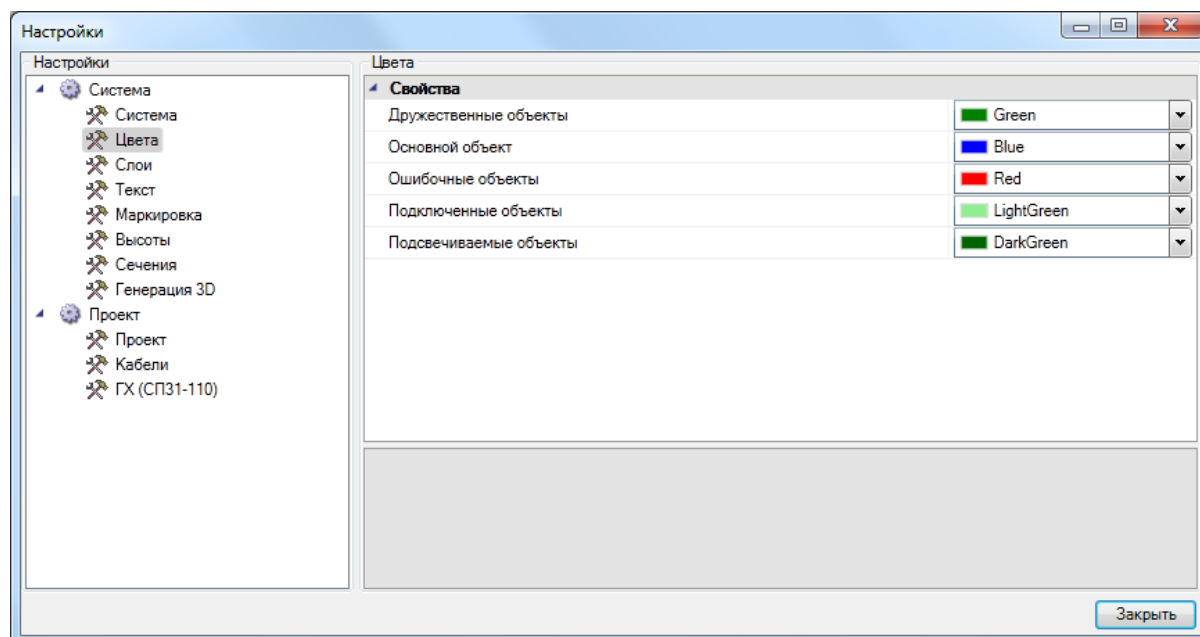 Настройки
Настройки
Система
Система
Цвета
Слои
Текст
Маркировка
Высоты
Сечения
Генерация 3D
Проект
Проект
Кабели
ГХ (СП31-110)
Цвета
Свойства
Дружественные объекты Green
Основной объект Blue
Ошибочные объекты Red
Подключенные объекты LightGreen
Подсвечиваемые объекты DarkGreen
Закрыть